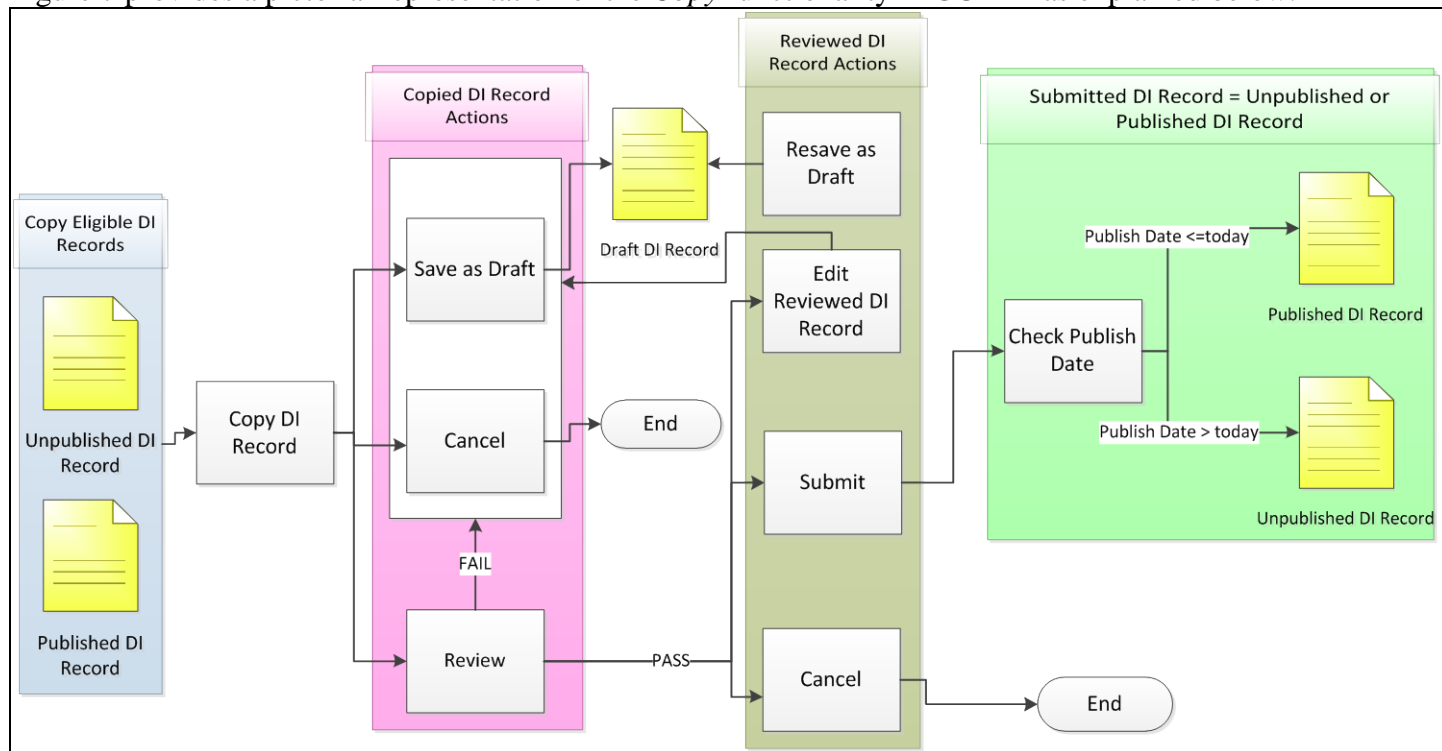 Copy Eligible DI
Records
Unpublished DI
Record
Published DI
Record
Copy DI
Record
Copied DI Record
Actions
Save as Draft
Cancel
FAIL
Review
Draft DI Record
End
PASS
Reviewed DI
Record Actions
Resave as
Draft
Edit
Reviewed DI
Record
Submit
Cancel
End
Submitted DI Record = Unpublished or
Published DI Record
Check Publish
Date
Publish Date <=today
Published DI Record
Publish Date > today
Unpublished DI Record